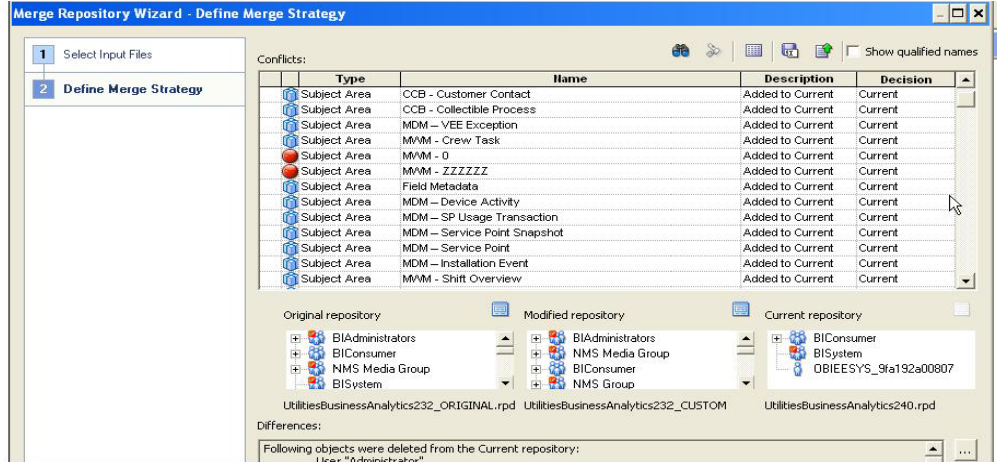 Merge Repository Wizard - Define Merge Strategy
1 Select Input Files
2 Define Merge Strategy
Conflicts:
Show qualified names
Type Name Description Decision
Subject Area CCB - Customer Contact Added to Current Current
Subject Area CCB - Collectible Process Added to Current Current
Subject Area MDM – VEE Exception Added to Current Current
Subject Area MWM - Crew Task Added to Current Current
Subject Area MWM - 0 Added to Current Current
Subject Area MWM - ZZZZZZ Added to Current Current
Subject Area Field Metadata Added to Current Current
Subject Area MDM – Device Activity Added to Current Current
Subject Area MDM – SP Usage Transaction Added to Current Current
Subject Area MDM – Service Point Snapshot Added to Current Current
Subject Area MDM – Service Point Added to Current Current
Subject Area MDM – Installation Event Added to Current Current
Subject Area MWM - Shift Overview Added to Current Current
Original repository Modified repository Current repository
BIAdministrators BIAdministrators BIConsumer
BIConsumer NMS Media Group BISystem
NMS Media Group BIConsumer OBIEESYS_9fa192a00807
BISystem NMS Group
UtilitiesBusinessAnalytics232_ORIGINAL.rpd UtilitiesBusinessAnalytics232_CUSTOM UtilitiesBusinessAnalytics240.rpd
Differences:
Following objects were deleted from the Current repository:
User "Administrator"
...